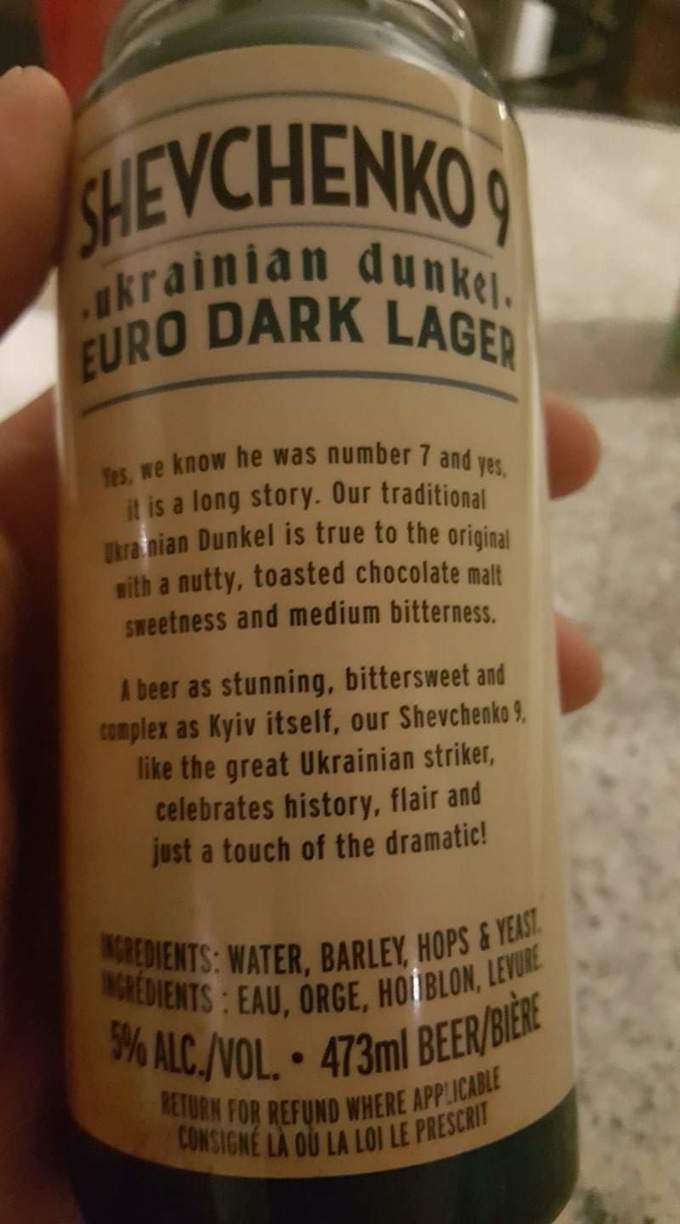 SHEVCHENKO 9
·ukrainian dunkel·
EURO DARK LAGER
Yes, we know he was number 7 and yes,
it is a long story. Our traditional
Ukrainian Dunkel is true to the original
with a nutty, toasted chocolate malt
sweetness and medium bitterness.
A beer as stunning, bittersweet and
complex as Kyiv itself, our Shevchenko 9,
like the great Ukrainian striker,
celebrates history, flair and
just a touch of the dramatic!
INGREDIENTS: WATER, BARLEY, HOPS & YEAST.
INGRÉDIENTS : EAU, ORGE, HOUBLON, LEVURE.
5% ALC./VOL. • 473ml BEER/BIÈRE
RETURN FOR REFUND WHERE APPLICABLE
CONSIGNÉ LÀ OÙ LA LOI LE PRESCRIT